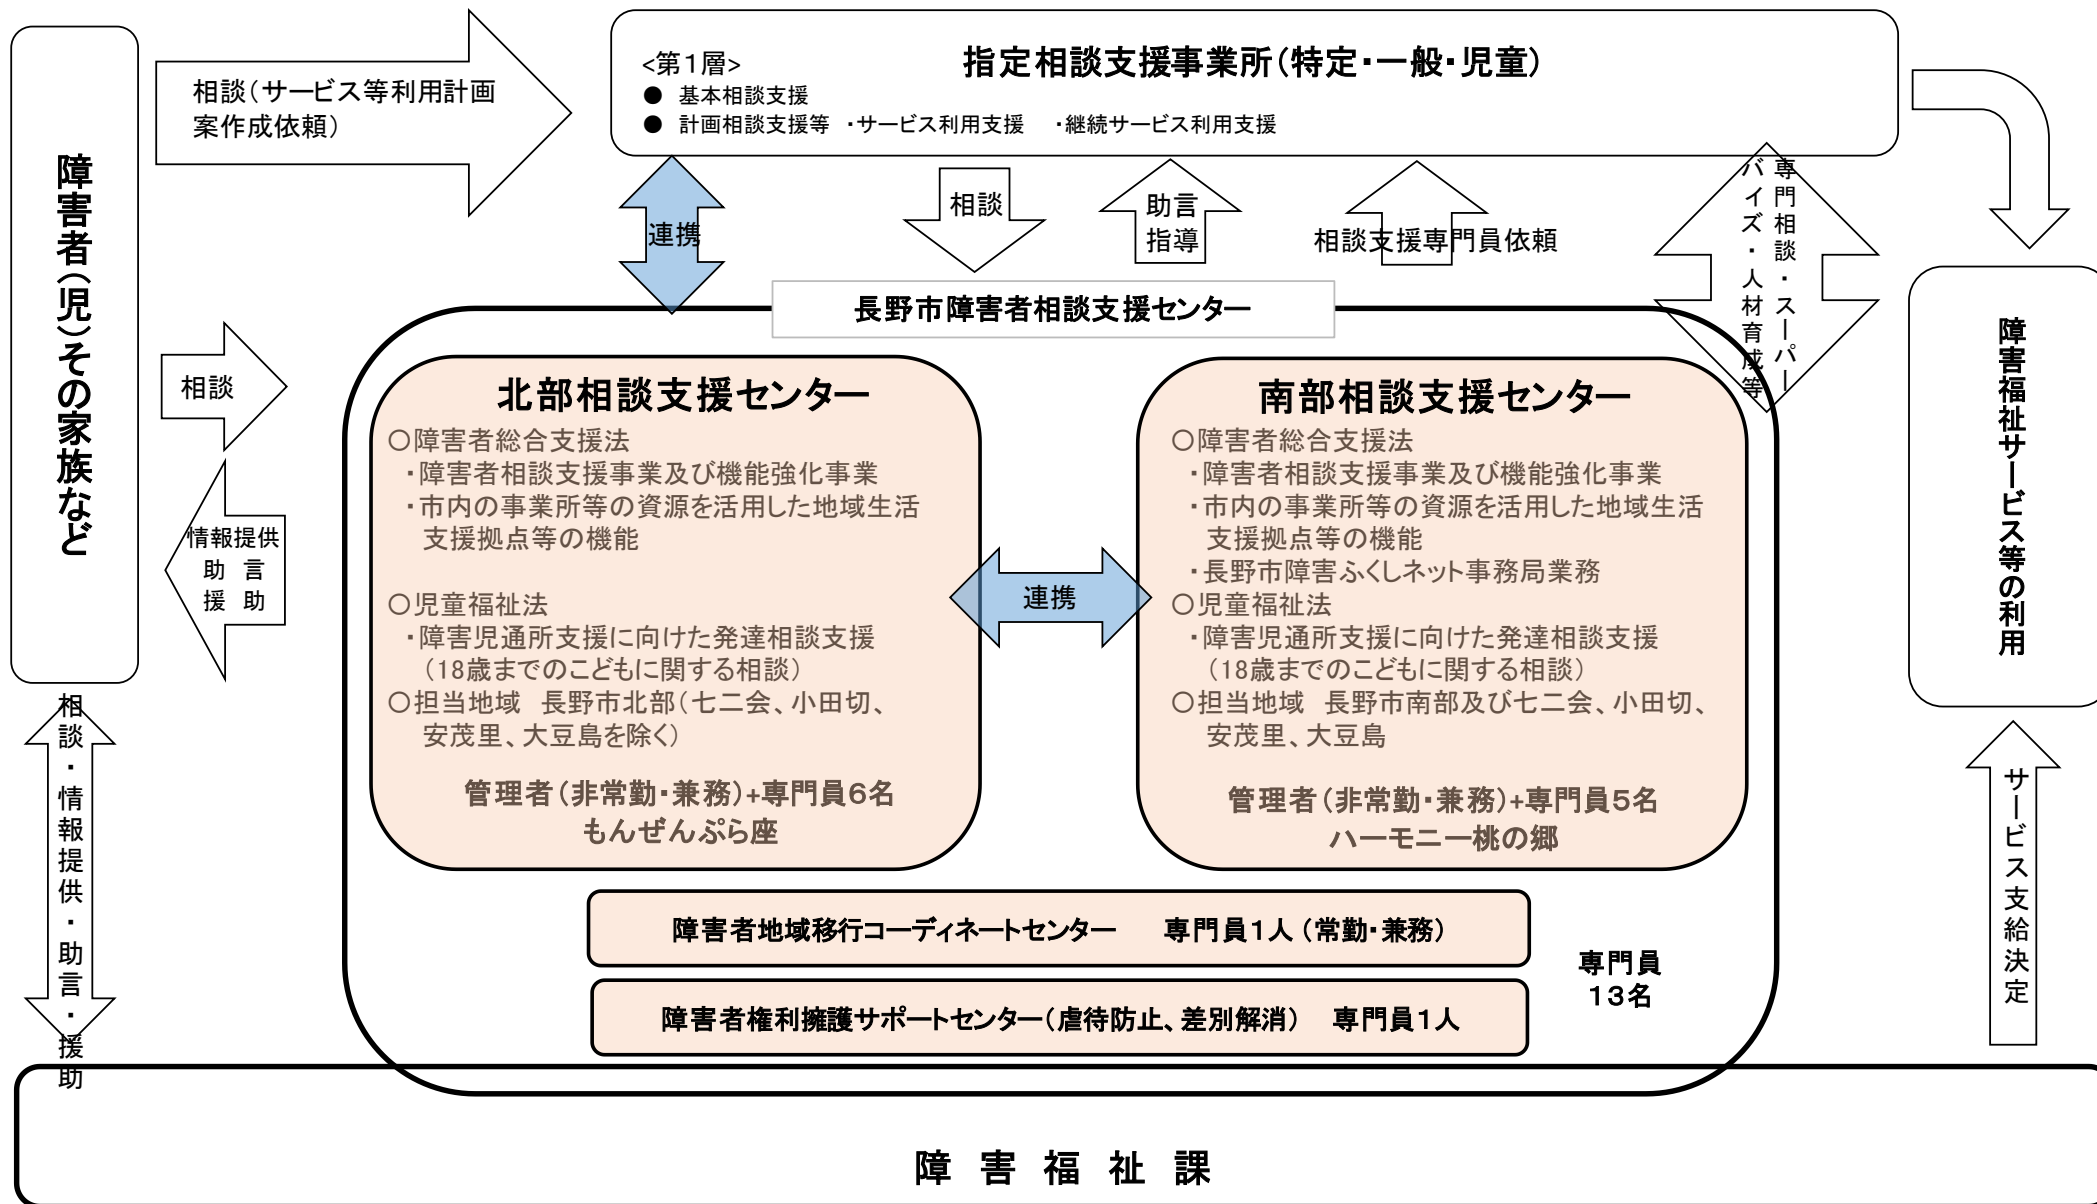 障害者(児)その家族など
相談(サービス等利用計画
案作成依頼)
<第1層>
指定相談支援事業所(特定・一般・児童)
● 基本相談支援
● 計画相談支援等 ・サービス利用支援 ・継続サービス利用支援
連携
相談
助言
指導
相談支援専門員依頼
専門相談・スーパー
バイズ・人材育成等
長野市障害者相談支援センター
相談
情報提供
助 言
援 助
北部相談支援センター
○障害者総合支援法
・障害者相談支援事業及び機能強化事業
・市内の事業所等の資源を活用した地域生活
支援拠点等の機能
○児童福祉法
・障害児通所支援に向けた発達相談支援
(18歳までのこどもに関する相談)
○担当地域 長野市北部(七二会、小田切、
安茂里、大豆島を除く)
管理者(非常勤・兼務)+専門員6名
もんぜんぷら座
連携
南部相談支援センター
○障害者総合支援法
・障害者相談支援事業及び機能強化事業
・市内の事業所等の資源を活用した地域生活
支援拠点等の機能
・長野市障害ふくしネット事務局業務
○児童福祉法
・障害児通所支援に向けた発達相談支援
(18歳までのこどもに関する相談)
○担当地域 長野市南部及び七二会、小田切、
安茂里、大豆島
管理者(非常勤・兼務)+専門員5名
ハーモニー桃の郷
障害者地域移行コーディネートセンター 専門員1人(常勤・兼務)
障害者権利擁護サポートセンター(虐待防止、差別解消) 専門員1人
専門員
13名
障害福祉サービス等の利用
サービス支給決定
相談・情報提供・助言・援助
障 害 福 祉 課